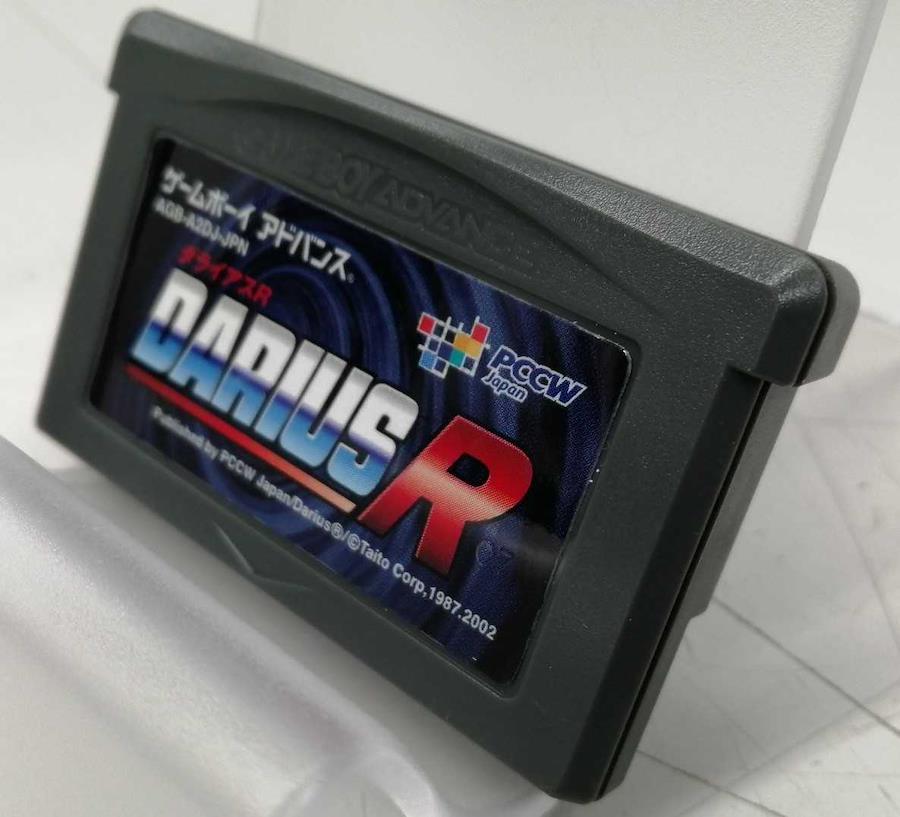 GAME BOY ADVANCE
ゲームボーイ アドバンス®
AGB-A2DJ-JPN
ダライアスR
DARIUS R
PCCW
Japan
Published by PCCW Japan/Darius®/©Taito Corp,1987.2002